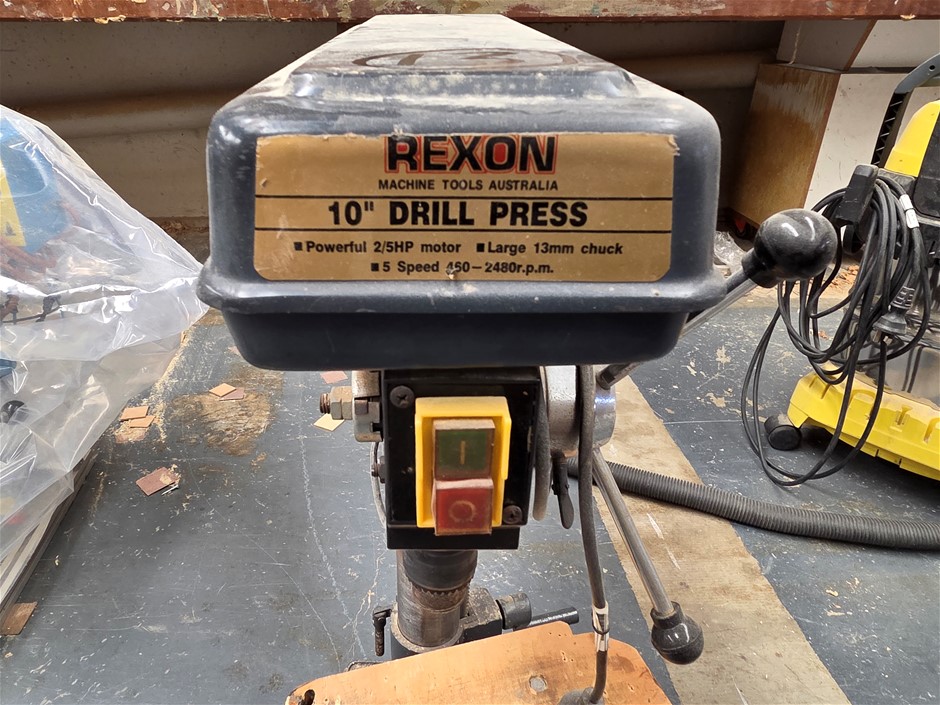 REXON
MACHINE TOOLS AUSTRALIA
10" DRILL PRESS
■ Powerful 2/5HP motor ■ Large 13mm chuck
■ 5 Speed 460-2480r.p.m.
I
O